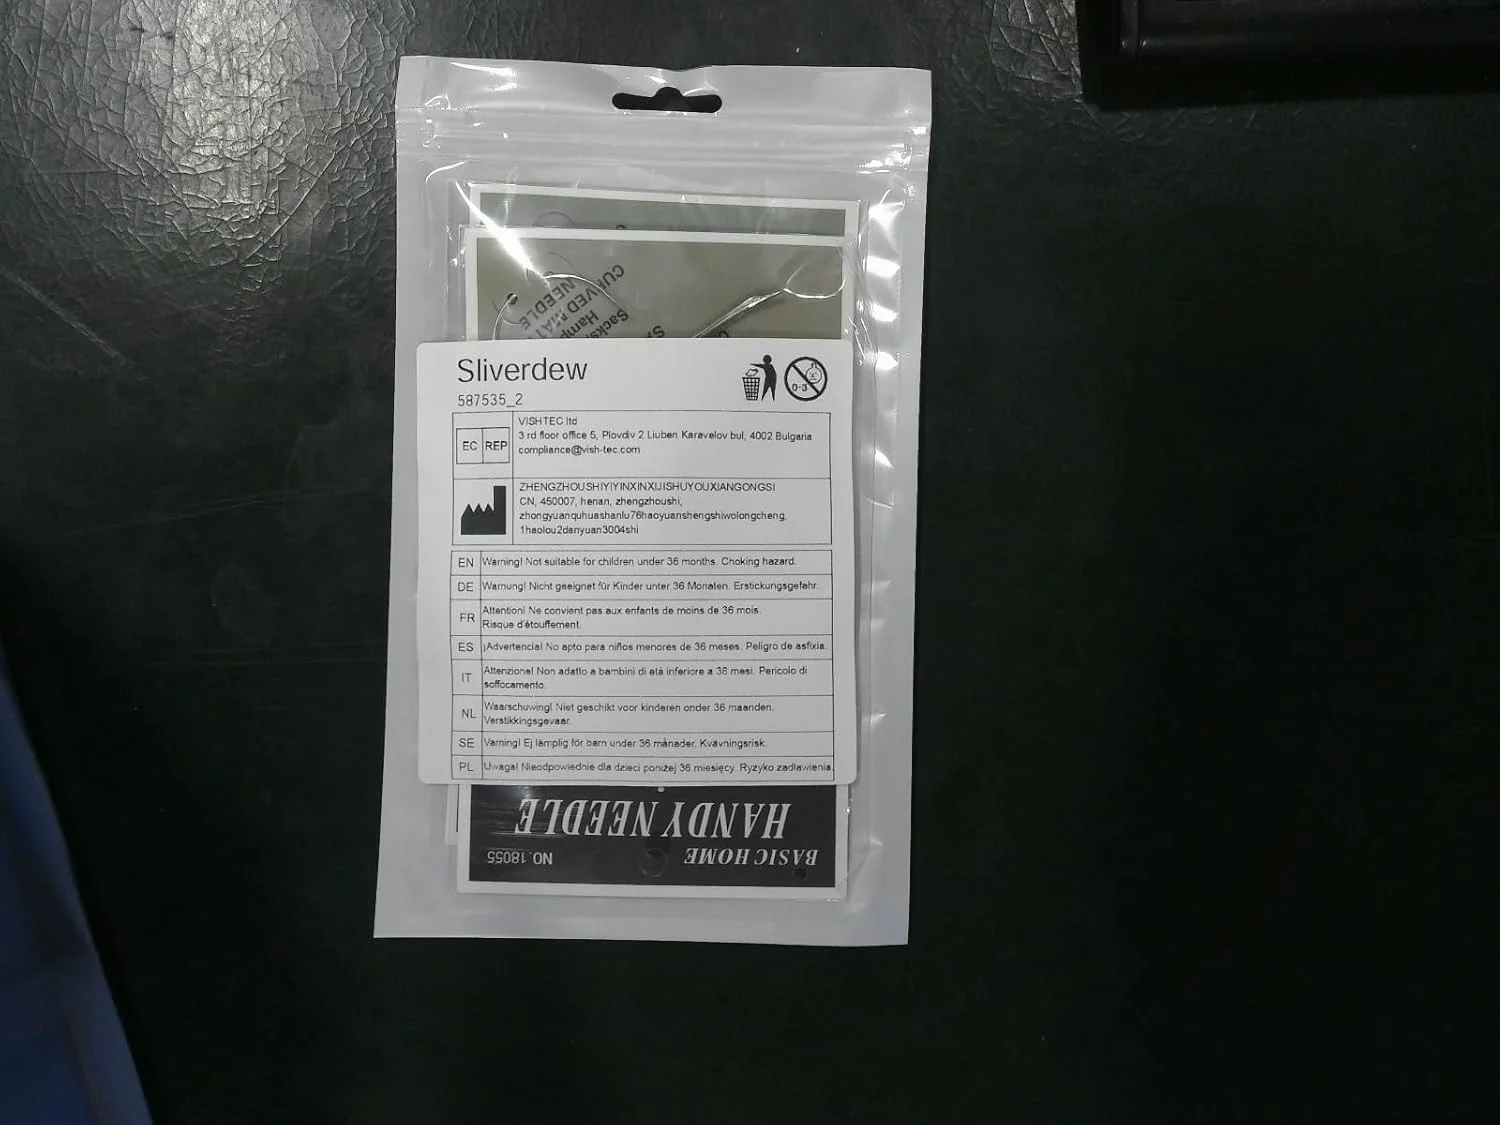 CURVED MAT
NEEDLE
Hamp
Sacks,
Sliverdew
0-3
587535_2
EC REP
VISHTEC ltd
3 rd floor office 5, Plovdiv 2 Liuben Karavelov bul, 4002 Bulgaria
compliance@vish-tec.com
ZHENGZHOUSHIYIYINXINXIJISHUYOUXIANGONGSI
CN, 450007, henan, zhengzhoushi,
zhongyuanquhuashanlu76haoyuanshengshiwolongcheng,
1haolou2danyuan3004shi
EN Warning! Not suitable for children under 36 months. Choking hazard.
DE Warnung! Nicht geeignet für Kinder unter 36 Monaten. Erstickungsgefahr.
FR Attention! Ne convient pas aux enfants de moins de 36 mois.
Risque d'étouffement.
ES ¡Advertencia! No apto para niños menores de 36 meses. Peligro de asfixia.
IT Attenzione! Non adatto a bambini di età inferiore a 36 mesi. Pericolo di
soffocamento.
NL Waarschuwing! Niet geschikt voor kinderen onder 36 maanden.
Verstikkingsgevaar.
SE Varning! Ej lämplig för barn under 36 månader. Kvävningsrisk.
PL Uwaga! Nieodpowiednie dla dzieci poniżej 36 miesięcy. Ryzyko zadławienia.
BASIC HOME NO.18055
HANDY NEEDLE